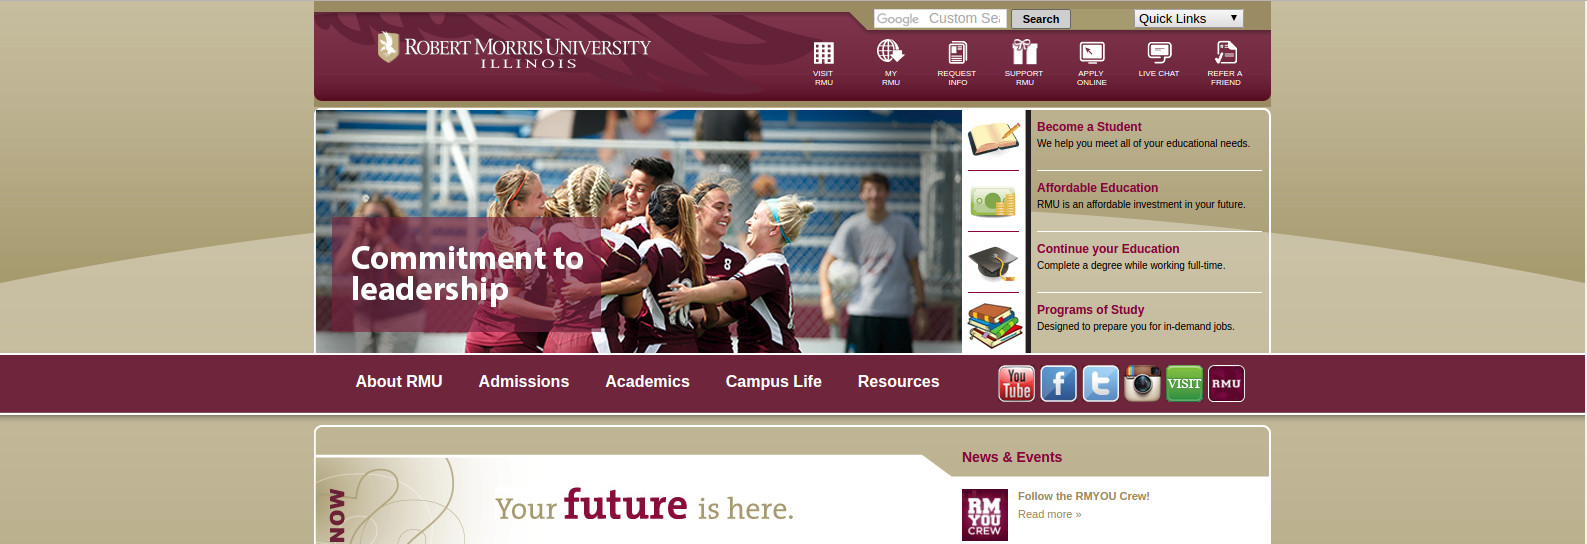 Google Custom Sea
Search
Quick Links
ROBERT MORRIS UNIVERSITY
ILLINOIS
VISIT
RMU
MY
RMU
REQUEST
INFO
SUPPORT
RMU
APPLY
ONLINE
LIVE CHAT
REFER A
FRIEND
Commitment to
leadership
8
Become a Student
We help you meet all of your educational needs.
Affordable Education
RMU is an affordable investment in your future.
Continue your Education
Complete a degree while working full-time.
Programs of Study
Designed to prepare you for in-demand jobs.
About RMU
Admissions
Academics
Campus Life
Resources
You
Tube
f
t
VISIT
RMU
NOW
Your future is here.
News & Events
RM
YOU
CREW
Follow the RMYOU Crew!
Read more »